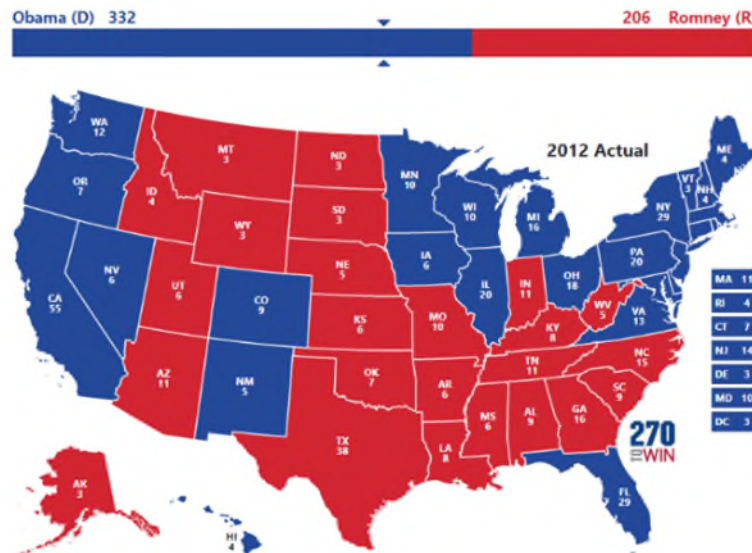 Obama (D) 332
206 Romney (R
2012 Actual
WA
12
OR
7
CA
55
NV
6
ID
4
MT
3
WY
3
UT
6
AZ
11
CO
9
NM
5
ND
3
SD
3
NE
5
KS
6
OK
7
TX
38
MN
10
IA
6
MO
10
AR
6
LA
8
WI
10
IL
20
MI
16
IN
11
OH
18
KY
8
TN
11
MS
6
AL
9
GA
16
FL
29
SC
9
NC
15
VA
13
WV
5
PA
20
NY
29
VT
3
NH
4
ME
4
MA 11
RI 4
CT 7
NJ 14
DE 3
MD 10
DC 3
AK
3
HI
4
270
TO
WIN